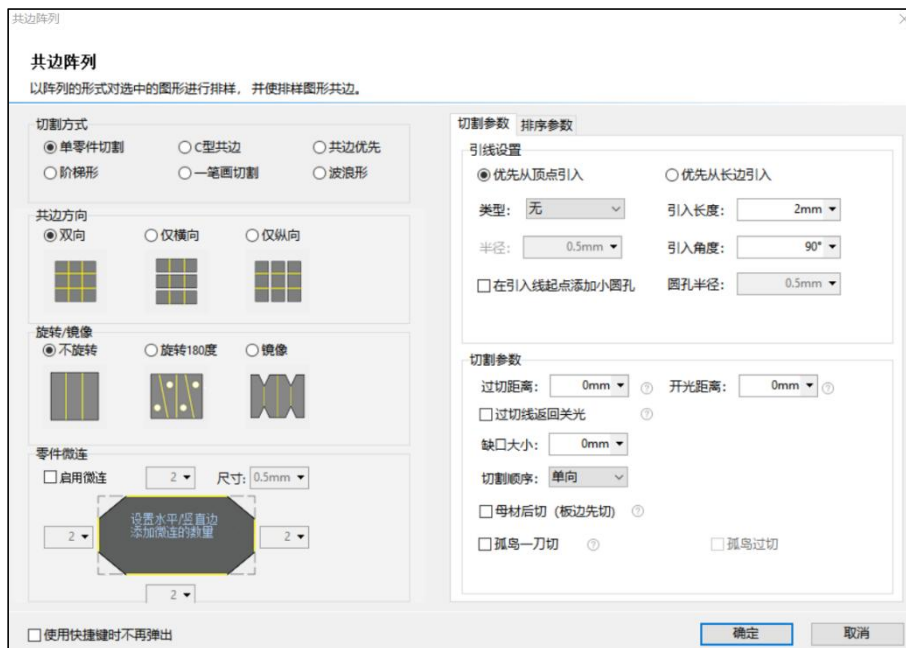 共边阵列
共边阵列
以阵列的形式对选中的图形进行排样，并使排样图形共边。
切割方式
单零件切割 C型共边 共边优先
阶梯形 一笔画切割 波浪形
共边方向
双向 仅横向 仅纵向
旋转/镜像
不旋转 旋转180度 镜像
零件微连
启用微连 2 尺寸: 0.5mm
设置水平/竖直边
添加微连的数量
2 2
2
切割参数 排序参数
引线设置
优先从顶点引入 优先从长边引入
类型: 无 引入长度: 2mm
半径: 0.5mm 引入角度: 90°
在引入线起点添加小圆孔 圆孔半径: 0.5mm
切割参数
过切距离: 0mm ? 开光距离: 0mm ?
过切线返回关光 ?
缺口大小: 0mm
切割顺序: 单向
母材后切（板边先切） ?
孤岛一刀切 ? 孤岛过切
使用快捷键时不再弹出 确定 取消